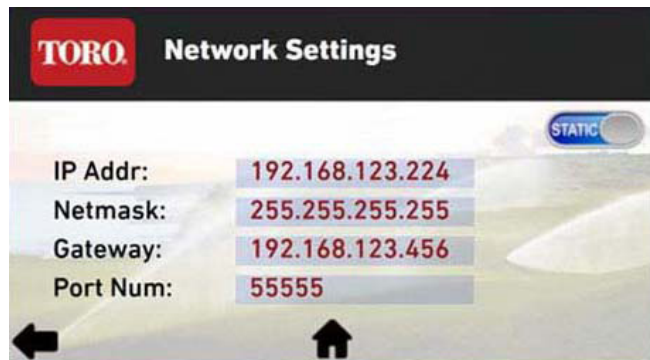 TORO. Network Settings
STATIC
IP Addr: 192.168.123.224
Netmask: 255.255.255.255
Gateway: 192.168.123.456
Port Num: 55555